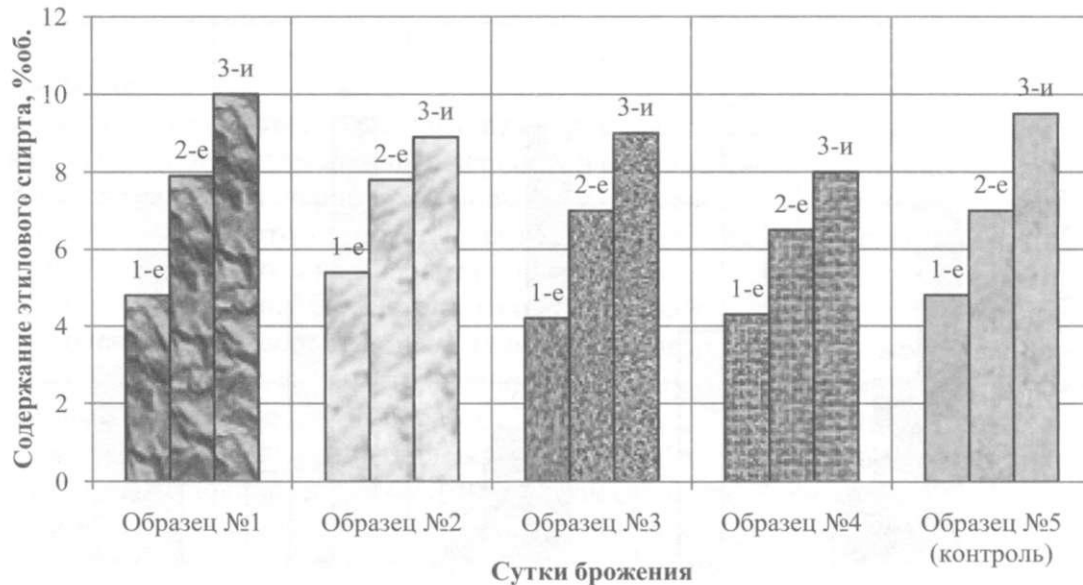 Содержание этилового спирта, %об.
12
10
8
6
4
2
0
1-е
2-е
3-и
1-е
2-е
3-и
1-е
2-е
3-и
1-е
2-е
3-и
1-е
2-е
3-и
Образец №1
Образец №2
Образец №3
Образец №4
Образец №5
(контроль)
Сутки брожения